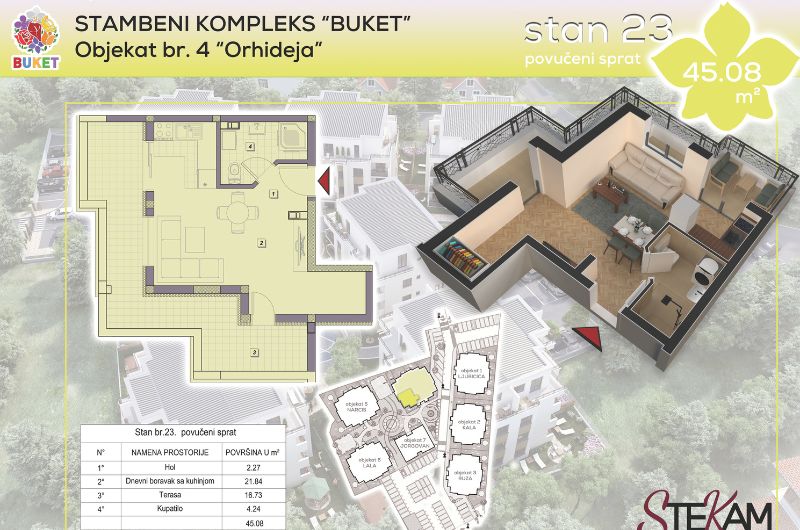 STAMBENI KOMPLEKS "BUKET"
Objekat br. 4 "Orhideja"
BUKET
stan 23
povučeni sprat
45.08
m²
4
1
2
3
objekat 1
LJUBICICA
objekat 5
NARCIS
objekat 2
KALA
objekat 7
JORGOVAN
objekat 6
LALA
objekat 3
RUZA
Stan br.23. povučeni sprat
N° NAMENA PROSTORIJE POVRŠINA U m²
1° Hol 2.27
2° Dnevni boravak sa kuhinjom 21.84
3° Terasa 16.73
4° Kupatilo 4.24
45.08
STEKAM